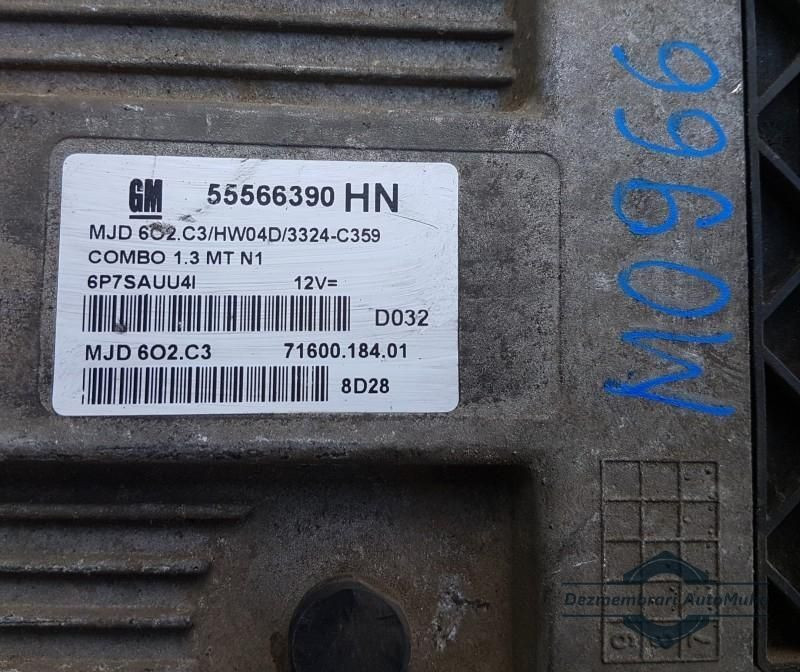 GM 55566390 HN
MJD 6O2.C3/HW04D/3324-C359
COMBO 1.3 MT N1
6P7SAUU4I 12V=
D032
MJD 6O2.C3 71600.184.01
8D28
M0966
Dezmembrari AutoMuke